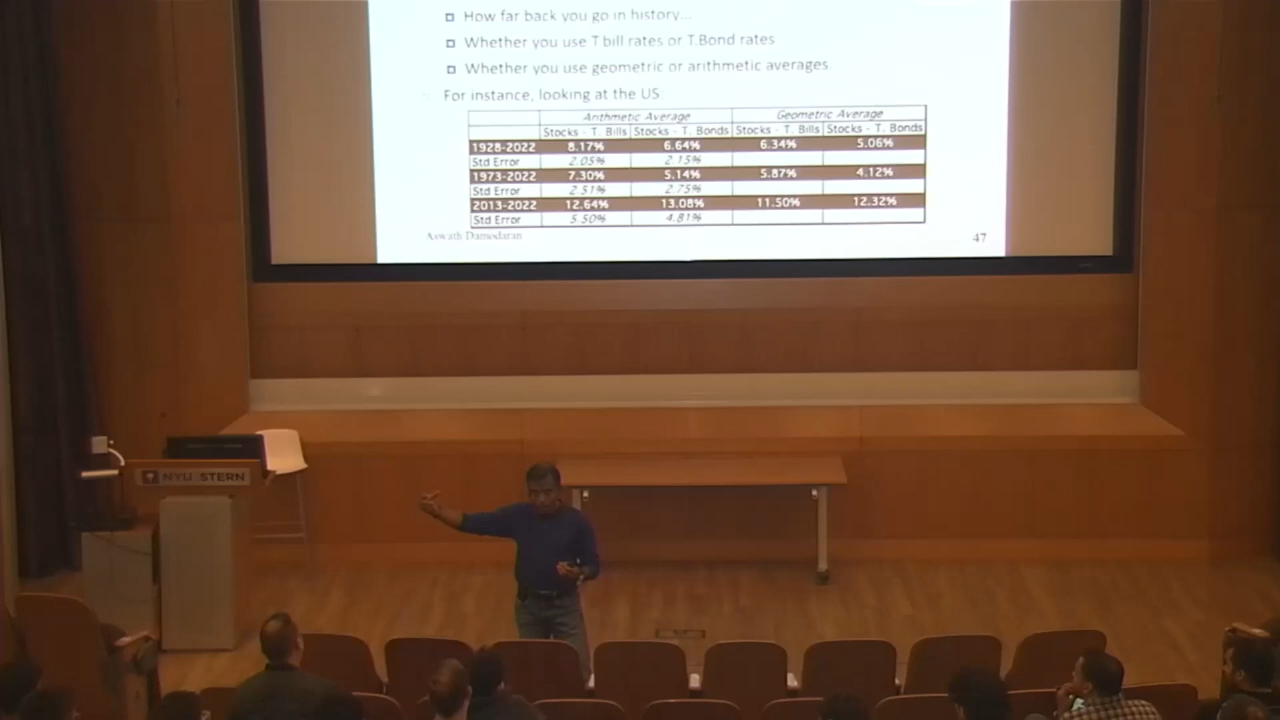 How far back you go in history...
Whether you use T bill rates or T.Bond rates
Whether you use geometric or arithmetic averages
For instance, looking at the US
Arithmetic Average Geometric Average
Stocks - T. Bills Stocks - T. Bonds Stocks - T. Bills Stocks - T. Bonds
1928-2022 8.17% 6.64% 6.34% 5.06%
Std Error 2.05% 2.15%
1973-2022 7.30% 5.14% 5.87% 4.12%
Std Error 2.51% 2.75%
2013-2022 12.64% 13.08% 11.50% 12.32%
Std Error 5.50% 4.81%
Aswath Damodaran
47
NYU STERN